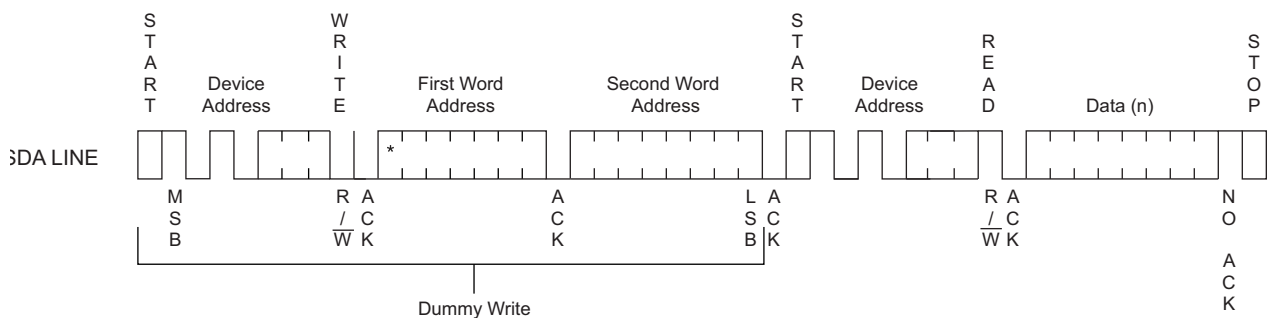 START
WRITE
START
READ
STOP
Device
Address
First Word
Address
Second Word
Address
Device
Address
Data (n)
SDA LINE
*
MSB
R/W
ACK
ACK
LSB
ACK
R/W
ACK
NO ACK
Dummy Write